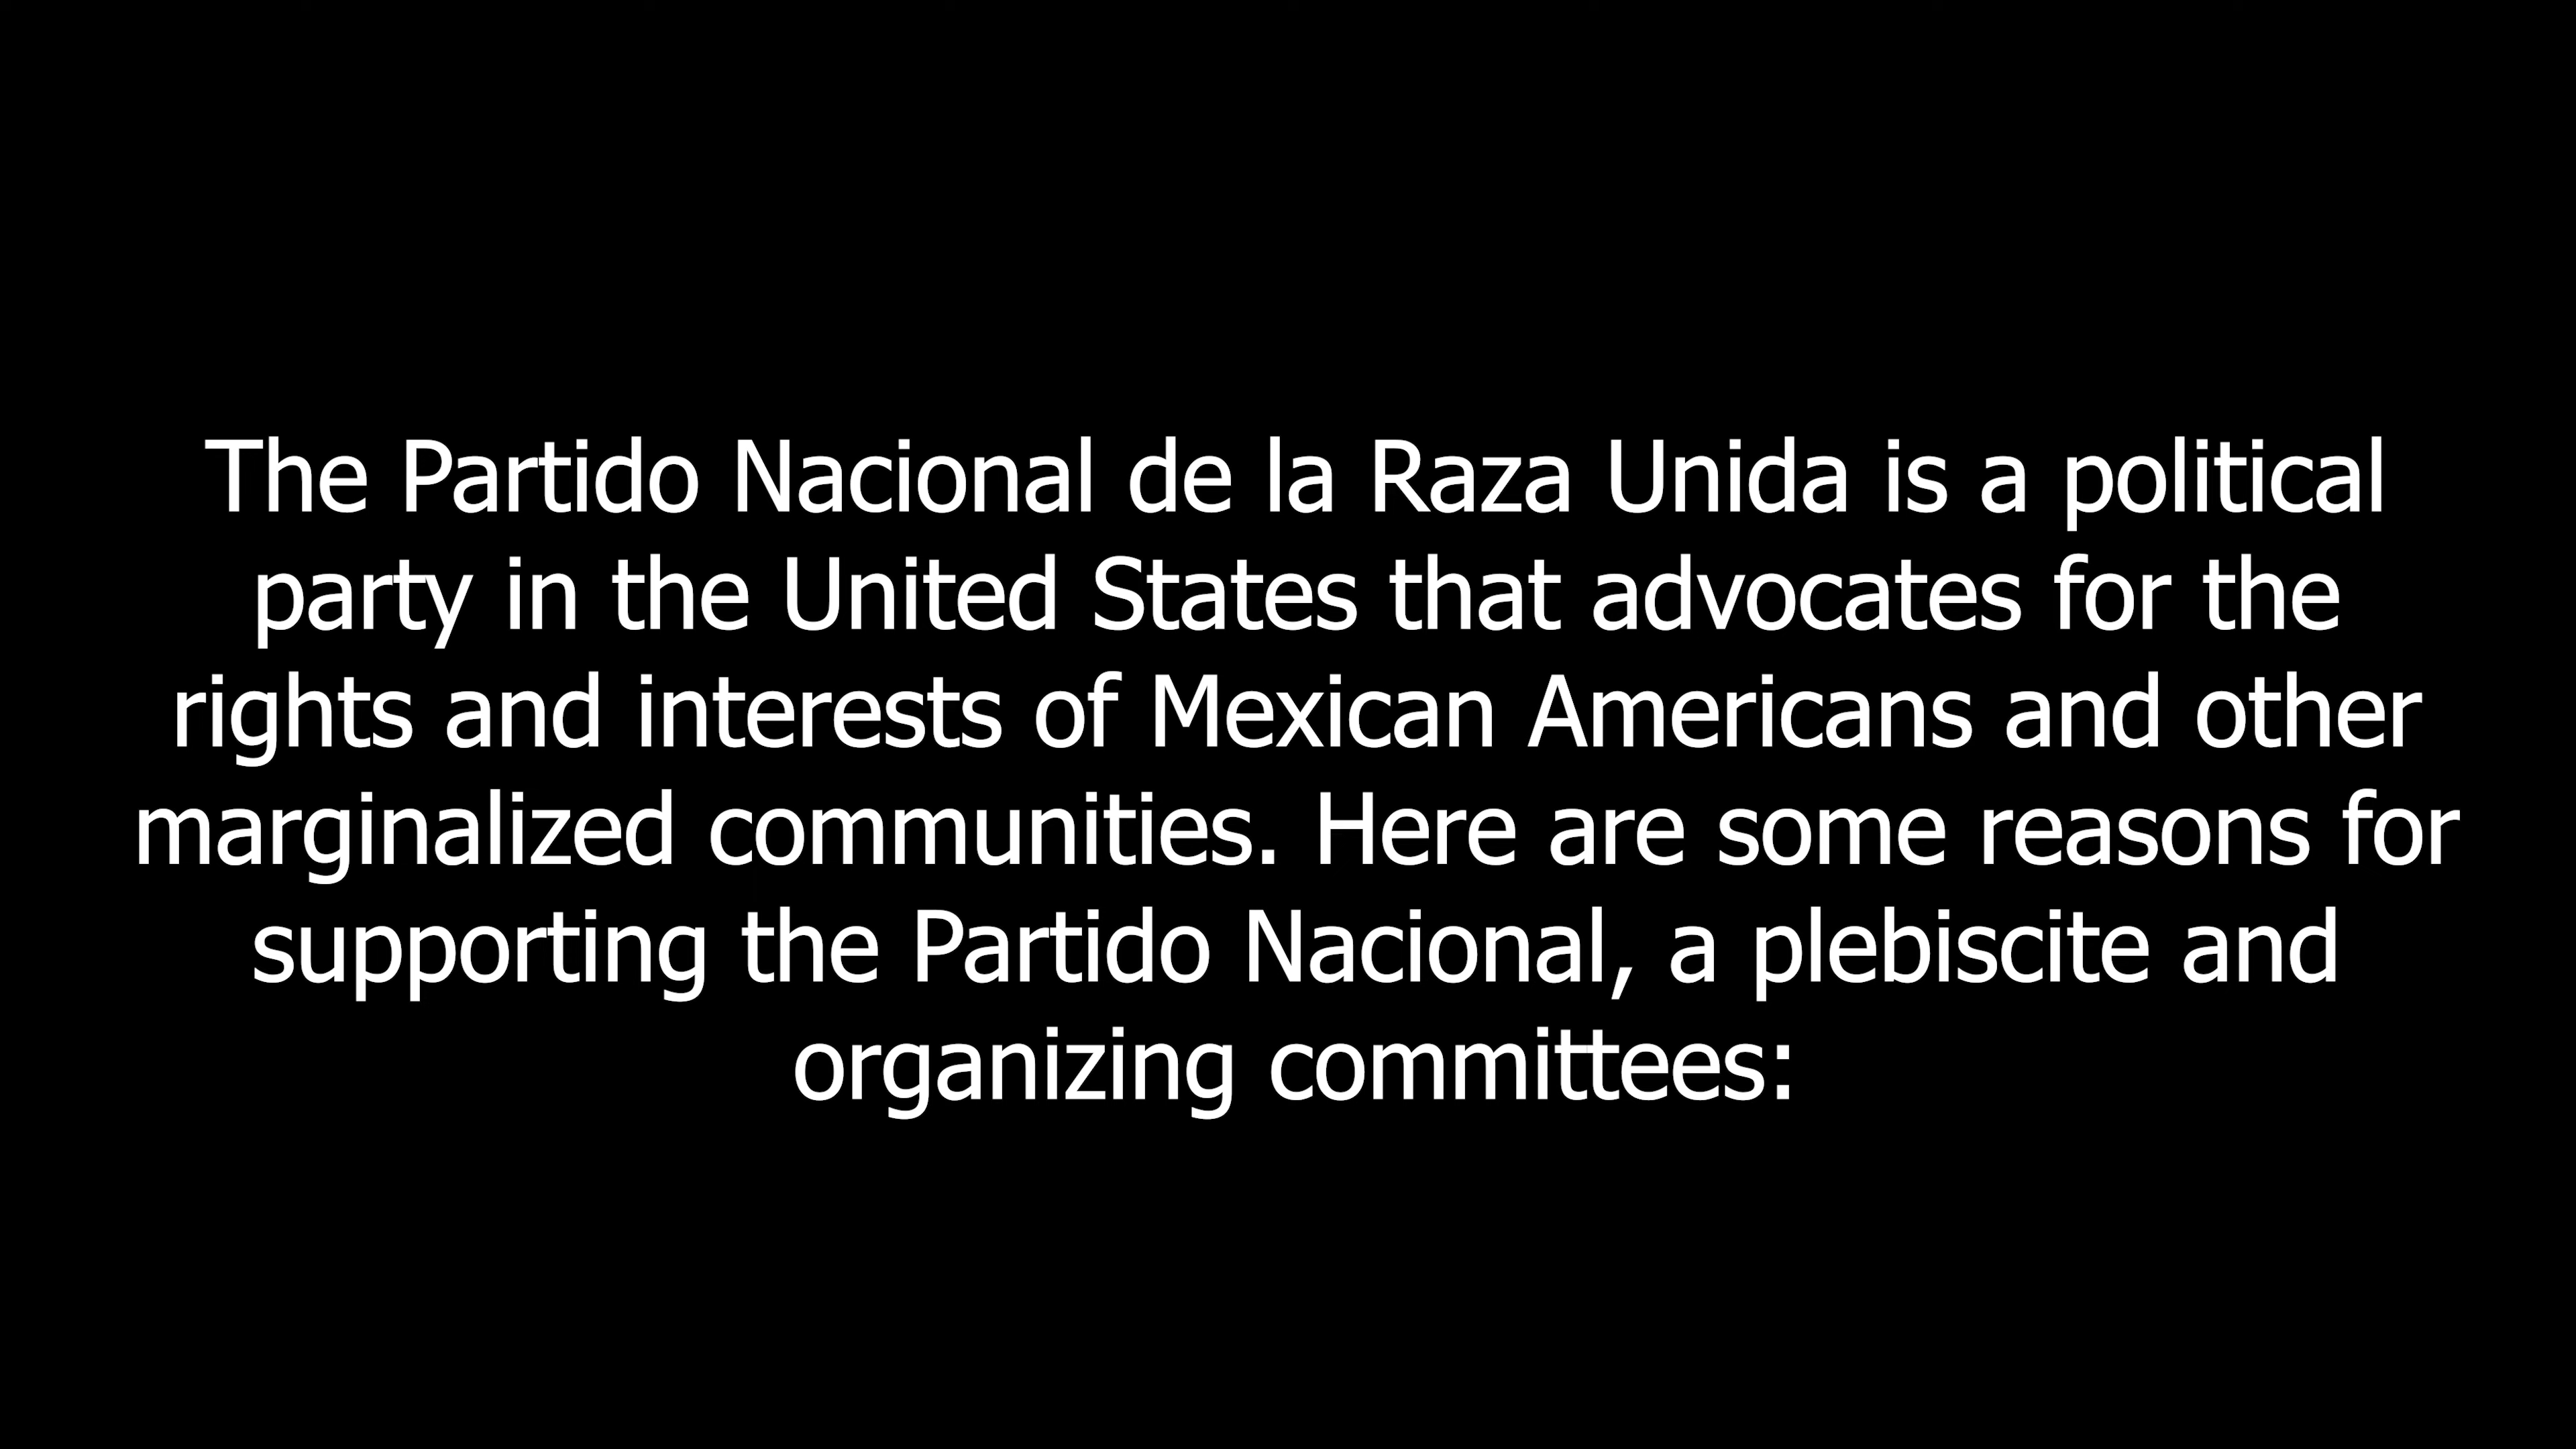 The Partido Nacional de la Raza Unida is a political
party in the United States that advocates for the
rights and interests of Mexican Americans and other
marginalized communities. Here are some reasons for
supporting the Partido Nacional, a plebiscite and
organizing committees: